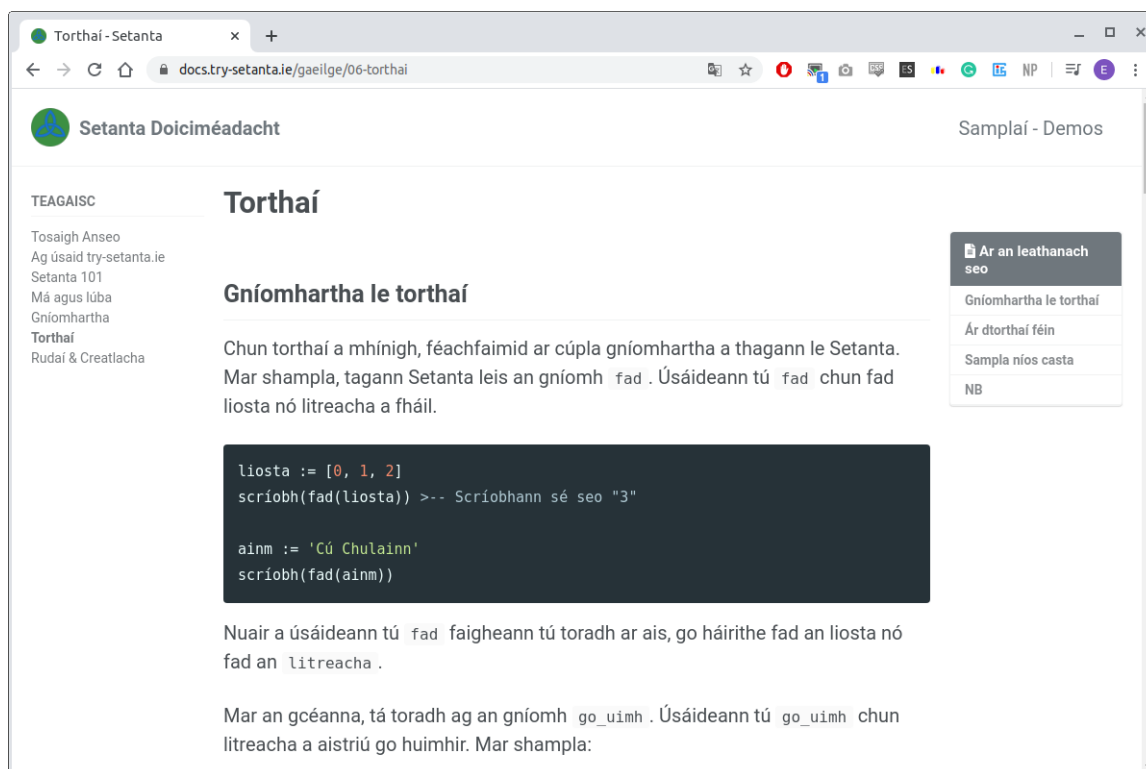 Torthaí - Setanta
docs.try-setanta.ie/gaeilge/06-torthai
1
CSS
ES
NP
E
Setanta Doiciméadacht
Samplaí - Demos
TEAGAISC
Tosaigh Anseo
Ag úsaid try-setanta.ie
Setanta 101
Má agus lúba
Gníomhartha
Torthaí
Rudaí & Creatlacha
Torthaí
Gníomhartha le torthaí
Chun torthaí a mhínigh, féachfaimid ar cúpla gníomhartha a thagann le Setanta.
Mar shampla, tagann Setanta leis an gníomh fad . Úsáideann tú fad chun fad
liosta nó litreacha a fháil.
liosta := [0, 1, 2]
scríobh(fad(liosta)) >-- Scríobhann sé seo "3"
ainm := 'Cú Chulainn'
scríobh(fad(ainm))
Nuair a úsáideann tú fad faigheann tú toradh ar ais, go háirithe fad an liosta nó
fad an litreacha .
Mar an gcéanna, tá toradh ag an gníomh go_uimh . Úsáideann tú go_uimh chun
litreacha a aistriú go huimhir. Mar shampla:
Ar an leathanach
seo
Gníomhartha le torthaí
Ár dtorthaí féin
Sampla níos casta
NB